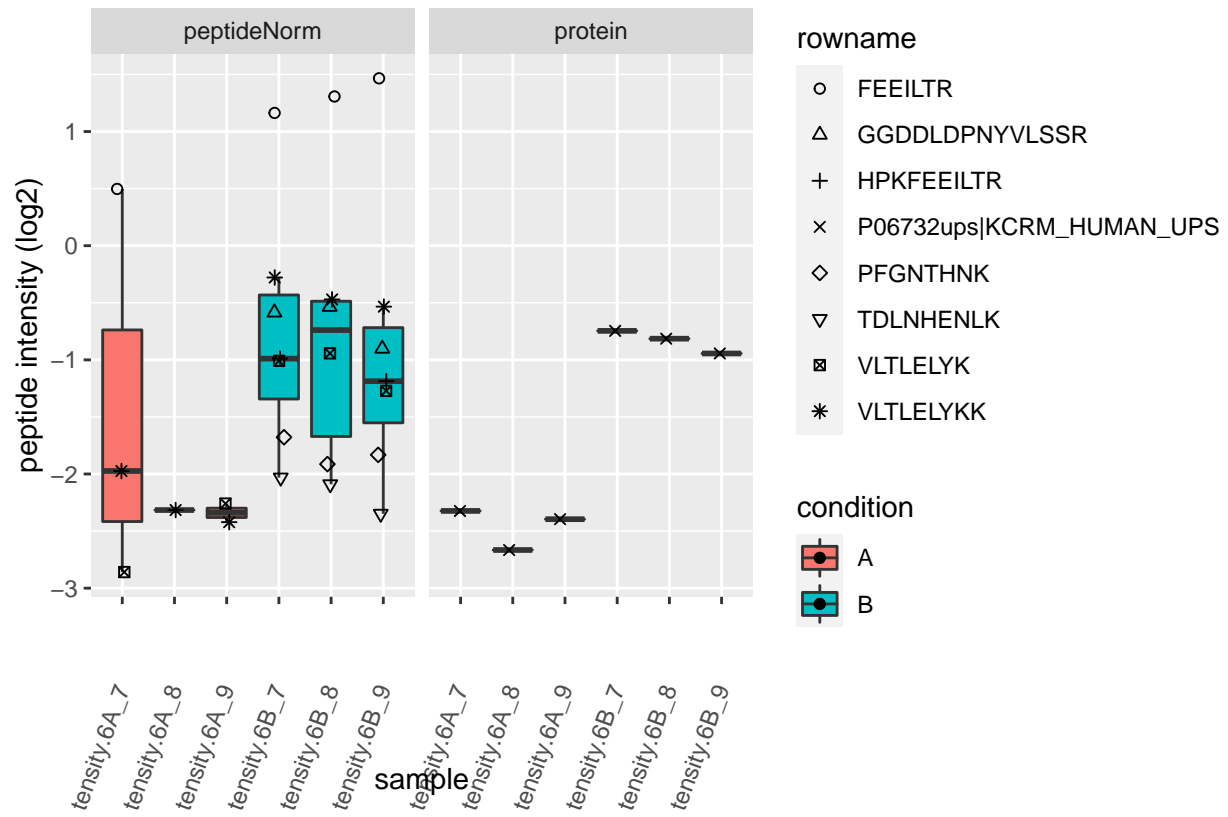 peptideNorm
protein
peptide intensity (log2)
1
0
−1
−2
−3
tensity.6A_7
tensity.6A_8
tensity.6A_9
tensity.6B_7
tensity.6B_8
tensity.6B_9
tensity.6A_7
tensity.6A_8
tensity.6A_9
tensity.6B_7
tensity.6B_8
tensity.6B_9
sample
rowname
FEEILTR
GGDDLDPNYVLSSR
HPKFEEILTR
P06732ups|KCRM_HUMAN_UPS
PFGNTHNK
TDLNHENLK
VLTLELYK
VLTLELYKK
condition
A
B